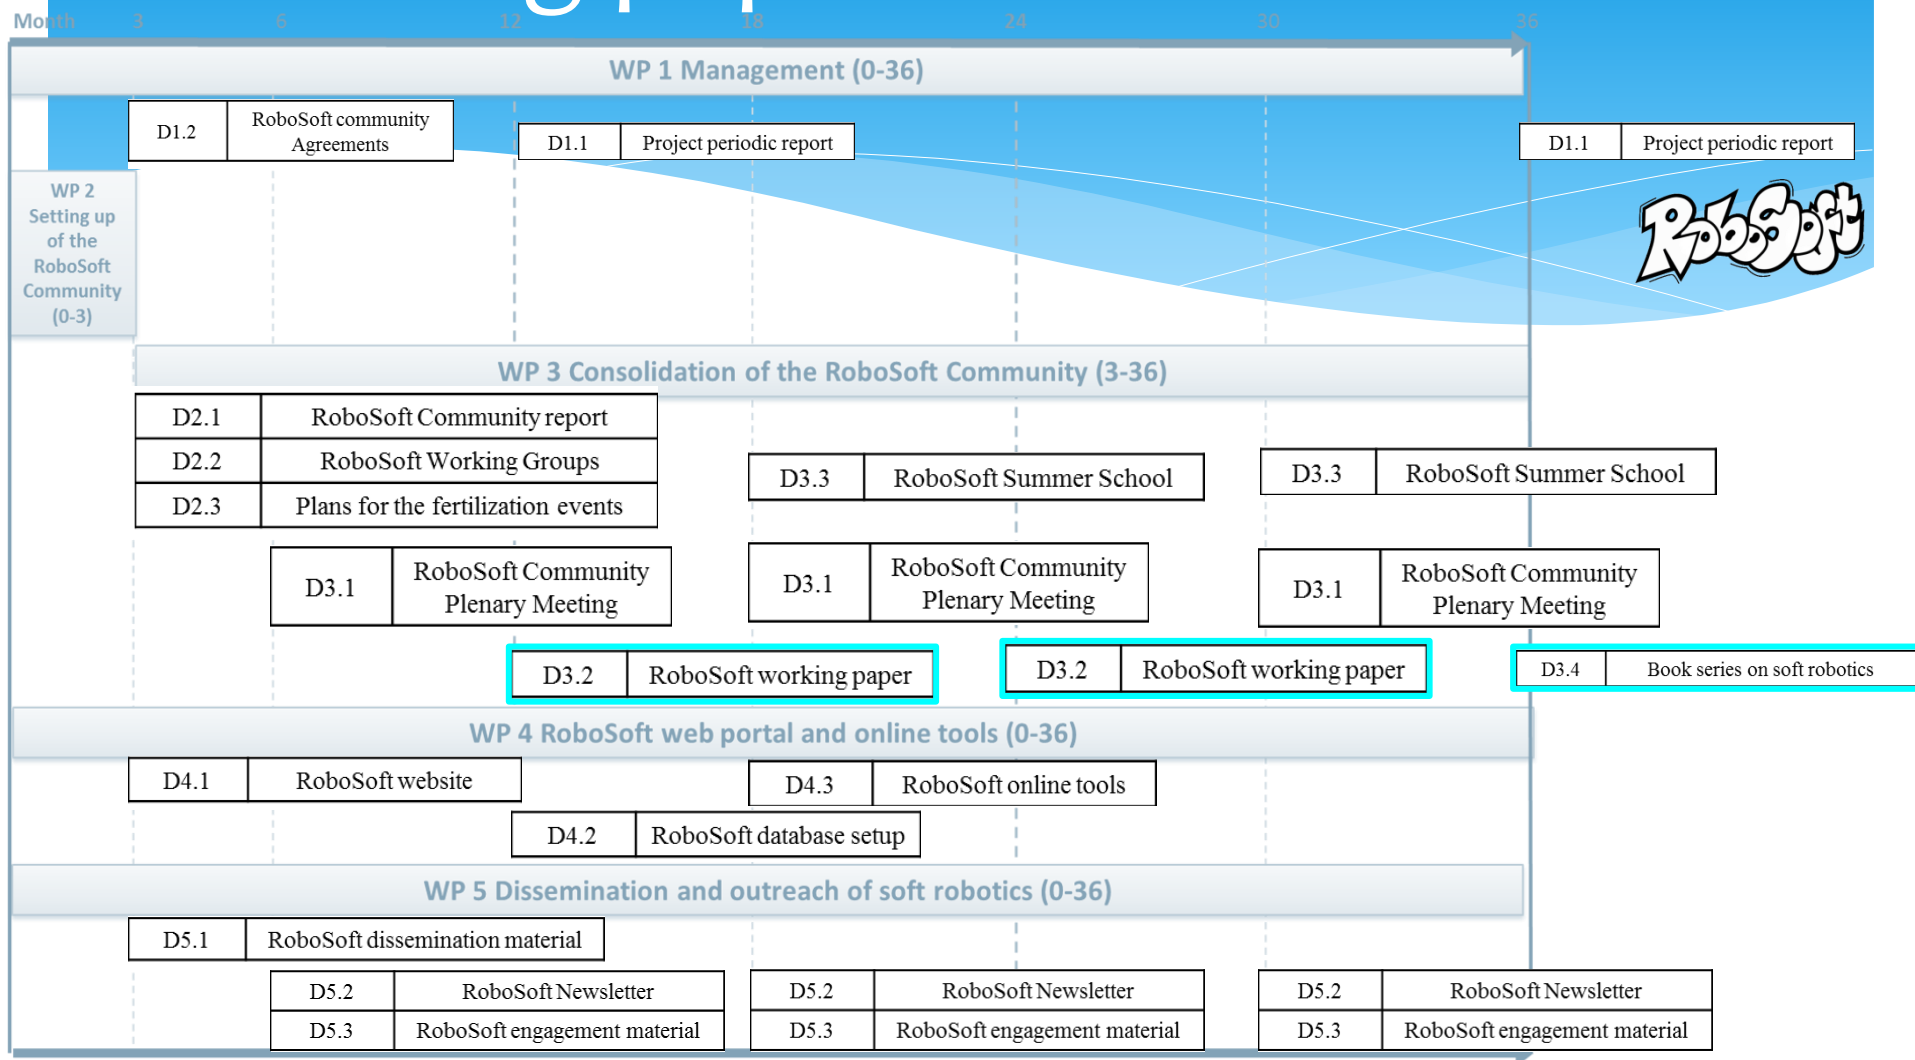 Month 3 6 12 18 24 30 36
WP 1 Management (0-36)
D1.2 RoboSoft community
Agreements
D1.1 Project periodic report
D1.1 Project periodic report
WP 2
Setting up
of the
RoboSoft
Community
(0-3)
RoboSoft
WP 3 Consolidation of the RoboSoft Community (3-36)
D2.1 RoboSoft Community report
D2.2 RoboSoft Working Groups
D2.3 Plans for the fertilization events
D3.3 RoboSoft Summer School
D3.3 RoboSoft Summer School
D3.1 RoboSoft Community
Plenary Meeting
D3.1 RoboSoft Community
Plenary Meeting
D3.1 RoboSoft Community
Plenary Meeting
D3.2 RoboSoft working paper
D3.2 RoboSoft working paper
D3.4 Book series on soft robotics
WP 4 RoboSoft web portal and online tools (0-36)
D4.1 RoboSoft website
D4.3 RoboSoft online tools
D4.2 RoboSoft database setup
WP 5 Dissemination and outreach of soft robotics (0-36)
D5.1 RoboSoft dissemination material
D5.2 RoboSoft Newsletter
D5.3 RoboSoft engagement material
D5.2 RoboSoft Newsletter
D5.3 RoboSoft engagement material
D5.2 RoboSoft Newsletter
D5.3 RoboSoft engagement material